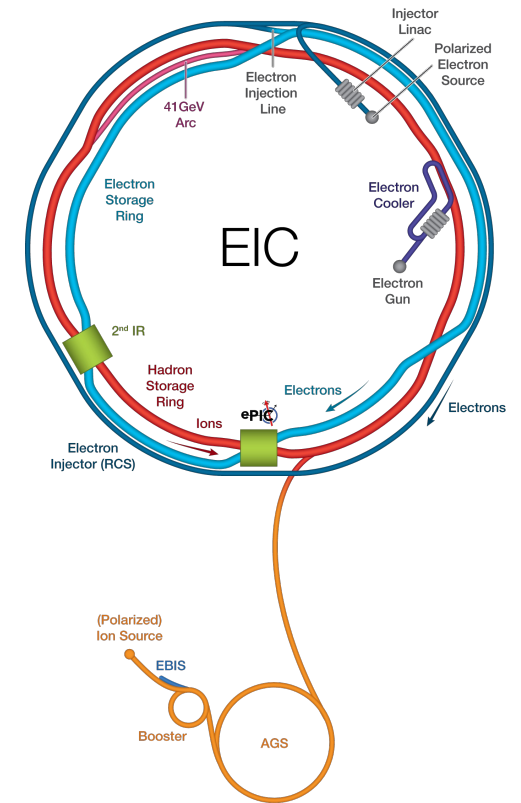 Injector
Linac
Polarized
Electron
Source
Electron
Injection
Line
41GeV
Arc
Electron
Storage
Ring
Electron
Cooler
EIC
Electron
Gun
2nd IR
Hadron
Storage
Ring
Electrons
ePIC
Electrons
Ions
Electron
Injector (RCS)
(Polarized)
Ion Source
EBIS
Booster
AGS